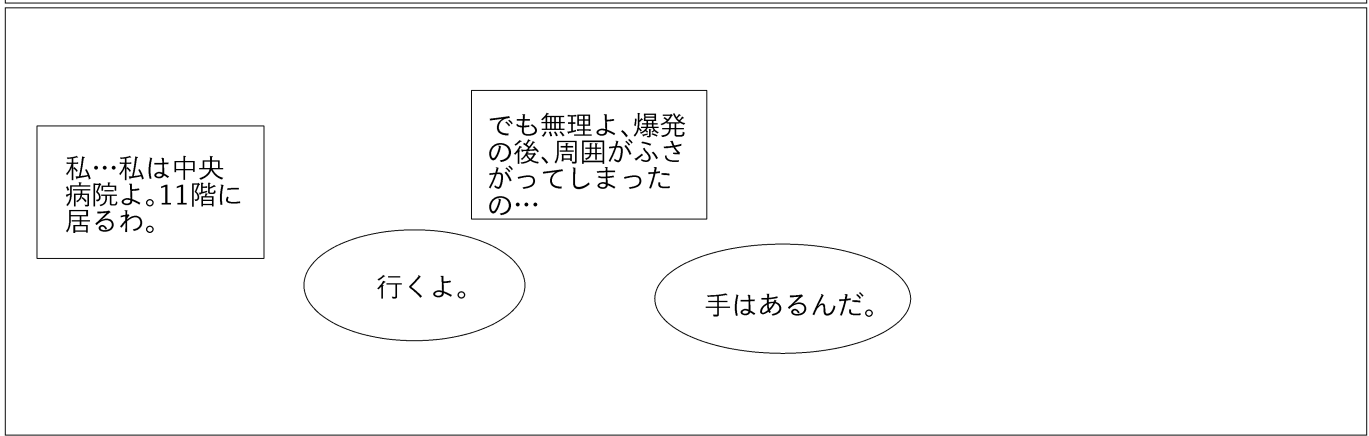 私…私は中央
病院よ。11階に
居るわ。
行くよ。
でも無理よ、爆発
の後、周囲がふさ
がってしまった
の…
手はあるんだ。